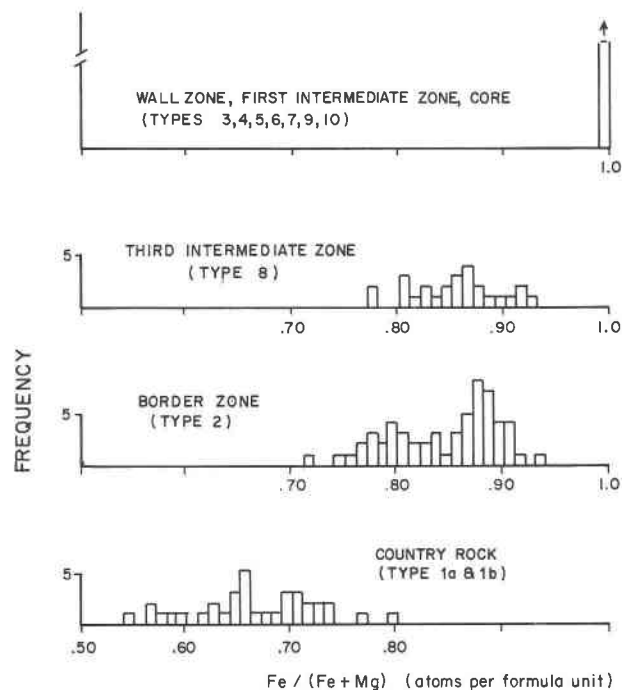 WALL ZONE, FIRST INTERMEDIATE ZONE, CORE
(TYPES 3,4,5,6,7,9,10)
1.0
THIRD INTERMEDIATE ZONE
(TYPE 8)
5
.70 .80 .90 1.0
BORDER ZONE
(TYPE 2)
5
.70 .80 .90 1.0
FREQUENCY
COUNTRY ROCK
(TYPE 1a & 1b)
5
.50 .60 .70 .80
Fe / (Fe + Mg) (atoms per formula unit)